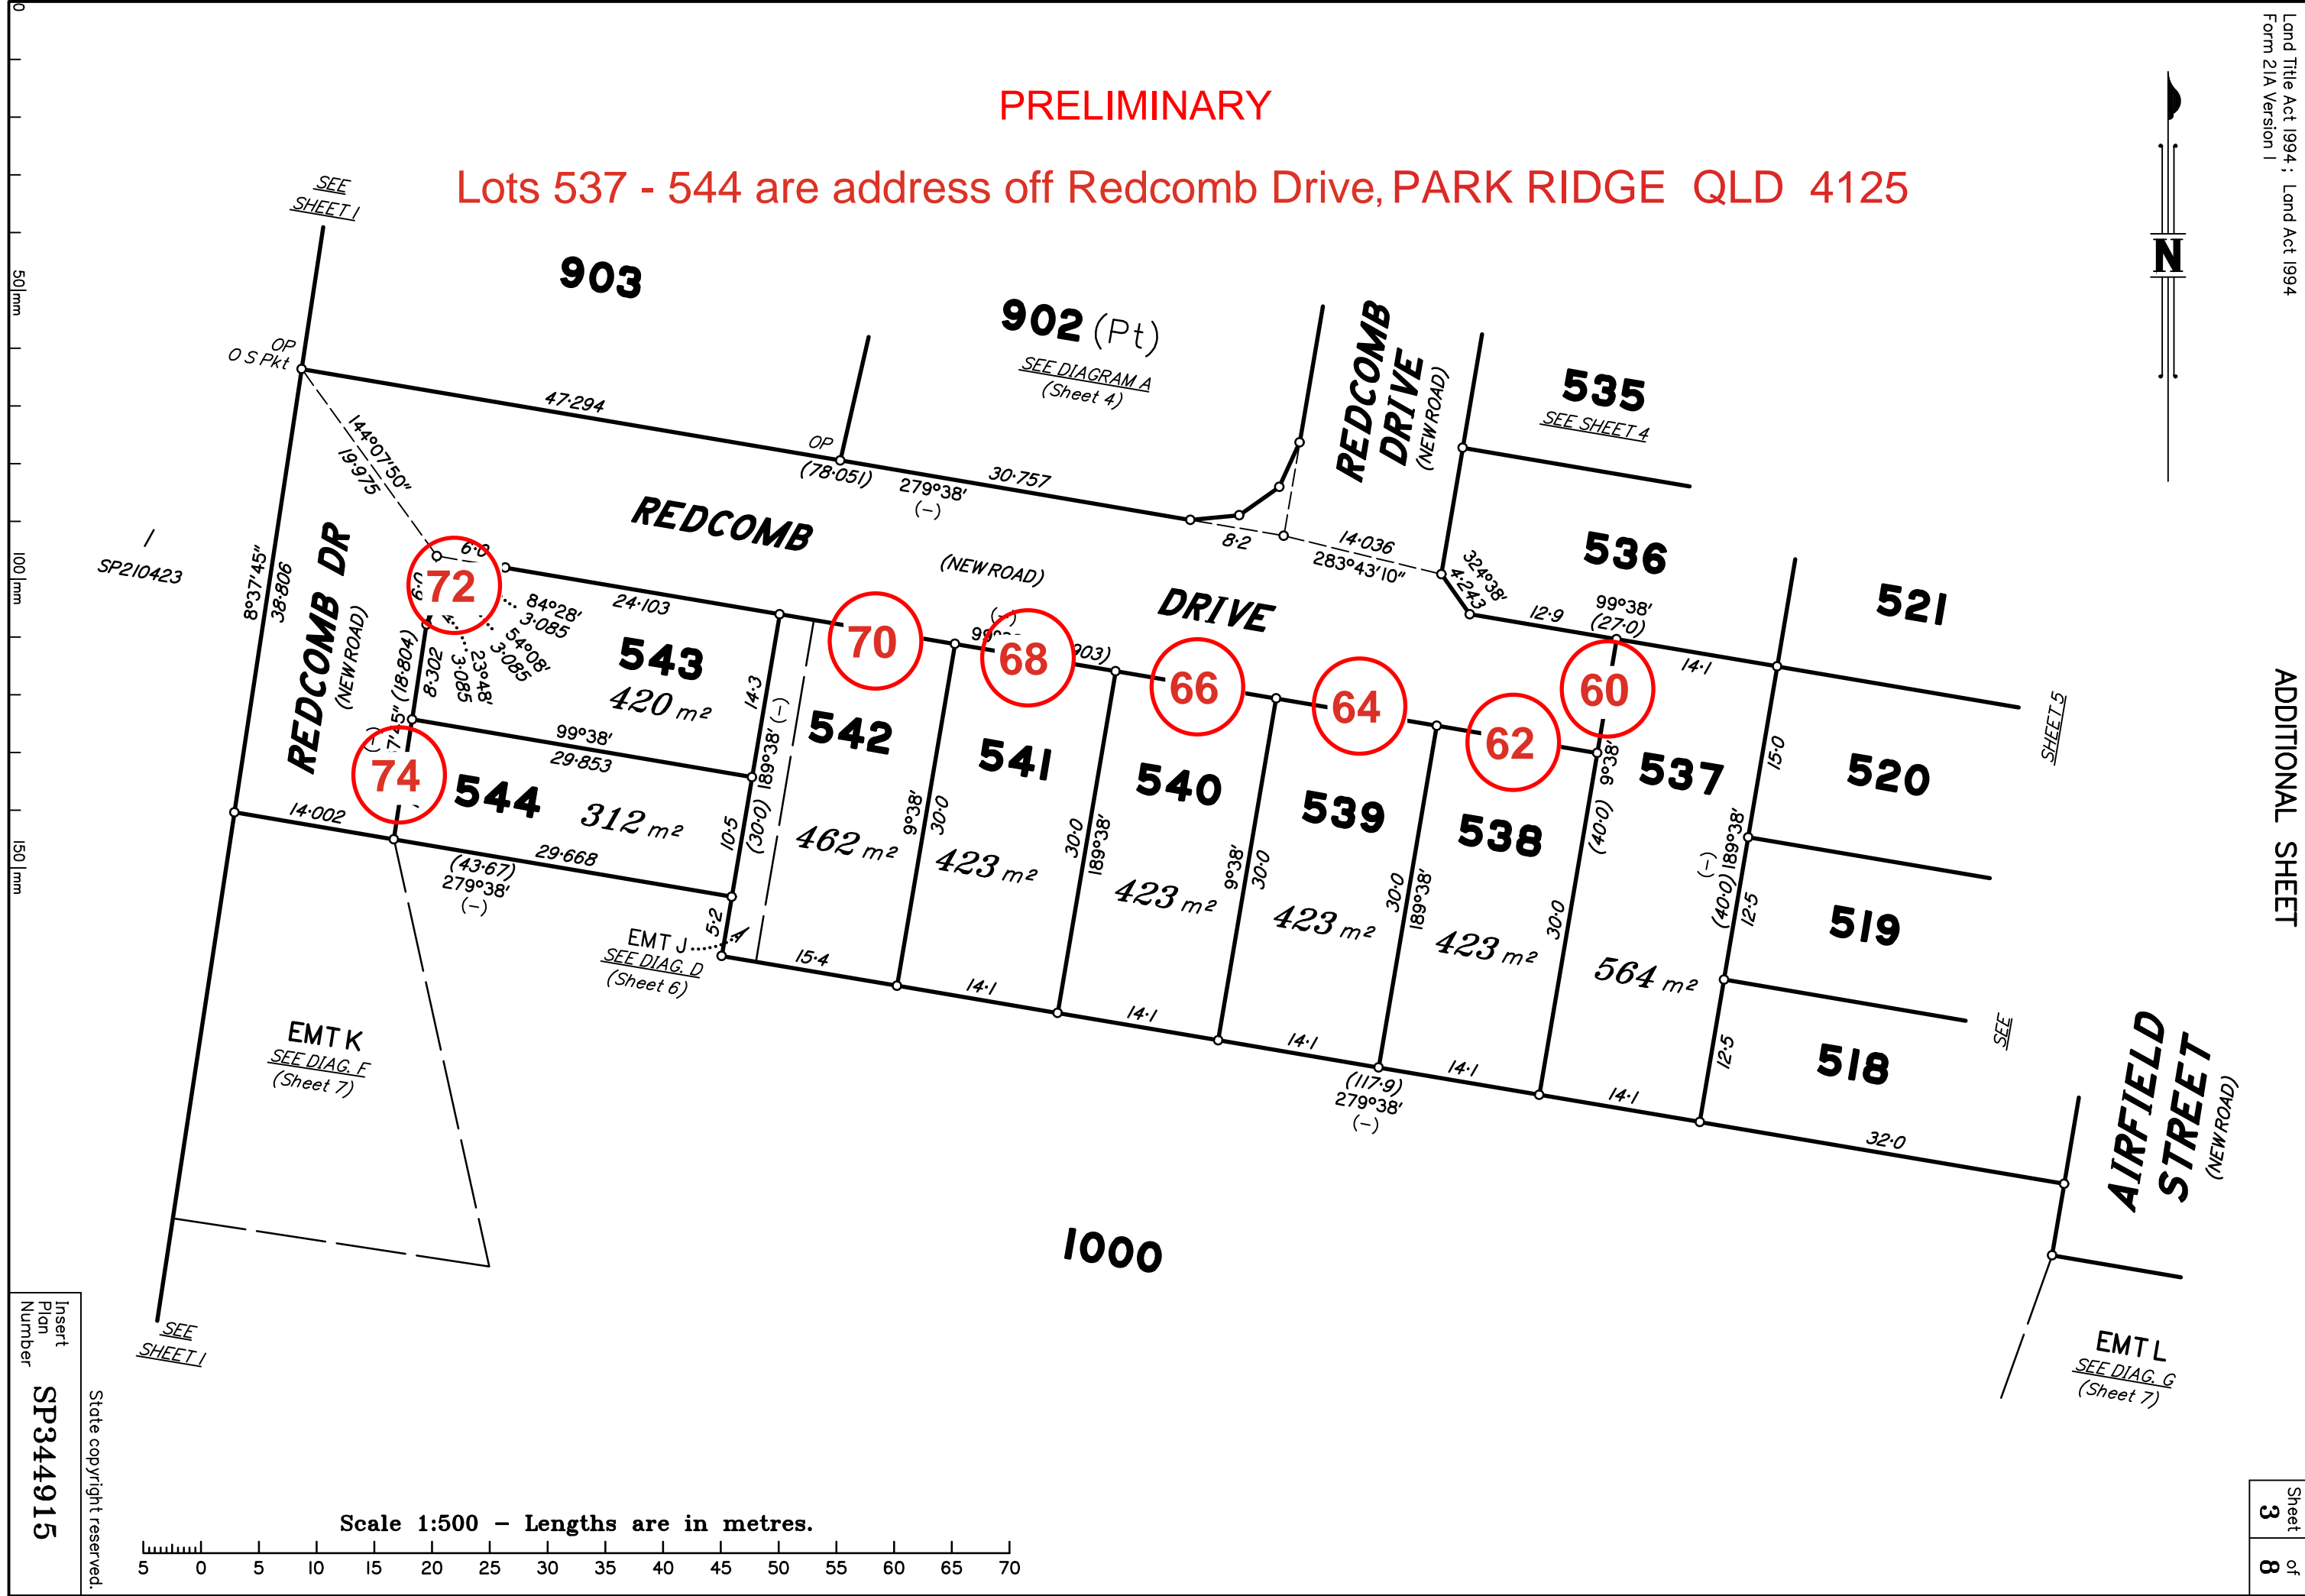 Land Title Act 1994 ; Land Act 1994
Form 21A Version 1
PRELIMINARY
Lots 537 - 544 are address off Redcomb Drive, PARK RIDGE QLD 4125
N
ADDITIONAL SHEET
Sheet 3 of 8
0
50 mm
100 mm
150 mm
SEE
SHEET 1
903
902 (Pt)
SEE DIAGRAM A
(Sheet 4)
REDCOMB
DRIVE
(NEW ROAD)
535
SEE SHEET 4
OP
O S Pkt
47·294
OP
(78·051)
279°38'
(-)
30·757
144°07'50"
19·975
8·2
14·036
283°43'10"
324°38'
4·243
536
12·9
99°38'
(27·0)
14·1
521
SHEET 5
SEE
1
SP210423
8°37'45"
38·806
REDCOMB DR
(NEW ROAD)
REDCOMB
(NEW ROAD)
DRIVE
6·0
72
84°28'
3·085
54°08'
3·085
23°48'
3·085
24·103
543
420 m²
(18·804)
8·302
7'45"
(-)
74
99°38'
29·853
544
312 m²
14·002
29·668
(43·67)
279°38'
(-)
14·3
10·5
5·2
189°38' (-)
(30·0)
70
542
462 m²
15·4
9°38'
30·0
(-)
68
903)
541
423 m²
14·1
30·0
189°38'
66
540
423 m²
14·1
9°38'
30·0
64
539
423 m²
14·1
30·0
189°38'
62
538
423 m²
14·1
60
9°38'
(40·0)
30·0
537
564 m²
14·1
15·0
189°38'
(-)
(40·0)
12·5
12·5
520
519
518
32·0
(117·9)
279°38'
(-)
AIRFIELD
STREET
(NEW ROAD)
EMT J
SEE DIAG. D
(Sheet 6)
EMT K
SEE DIAG. F
(Sheet 7)
1000
EMT L
SEE DIAG. G
(Sheet 7)
SEE
SHEET 1
Insert
Plan
Number
SP344915
State copyright reserved.
Scale 1:500 – Lengths are in metres.
5 0 5 10 15 20 25 30 35 40 45 50 55 60 65 70